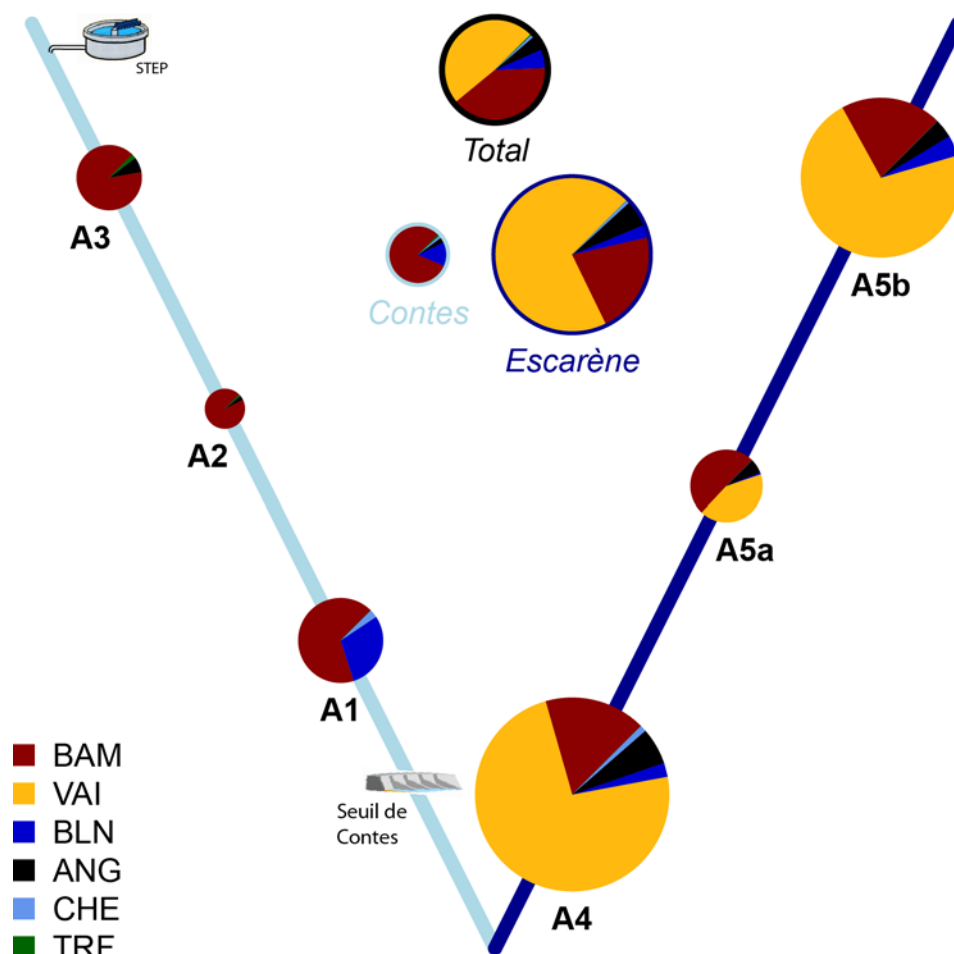 STEP
Total
A3
A5b
Contes
Escarène
A2
A5a
A1
Seuil de
Contes
A4
BAM
VAI
BLN
ANG
CHE